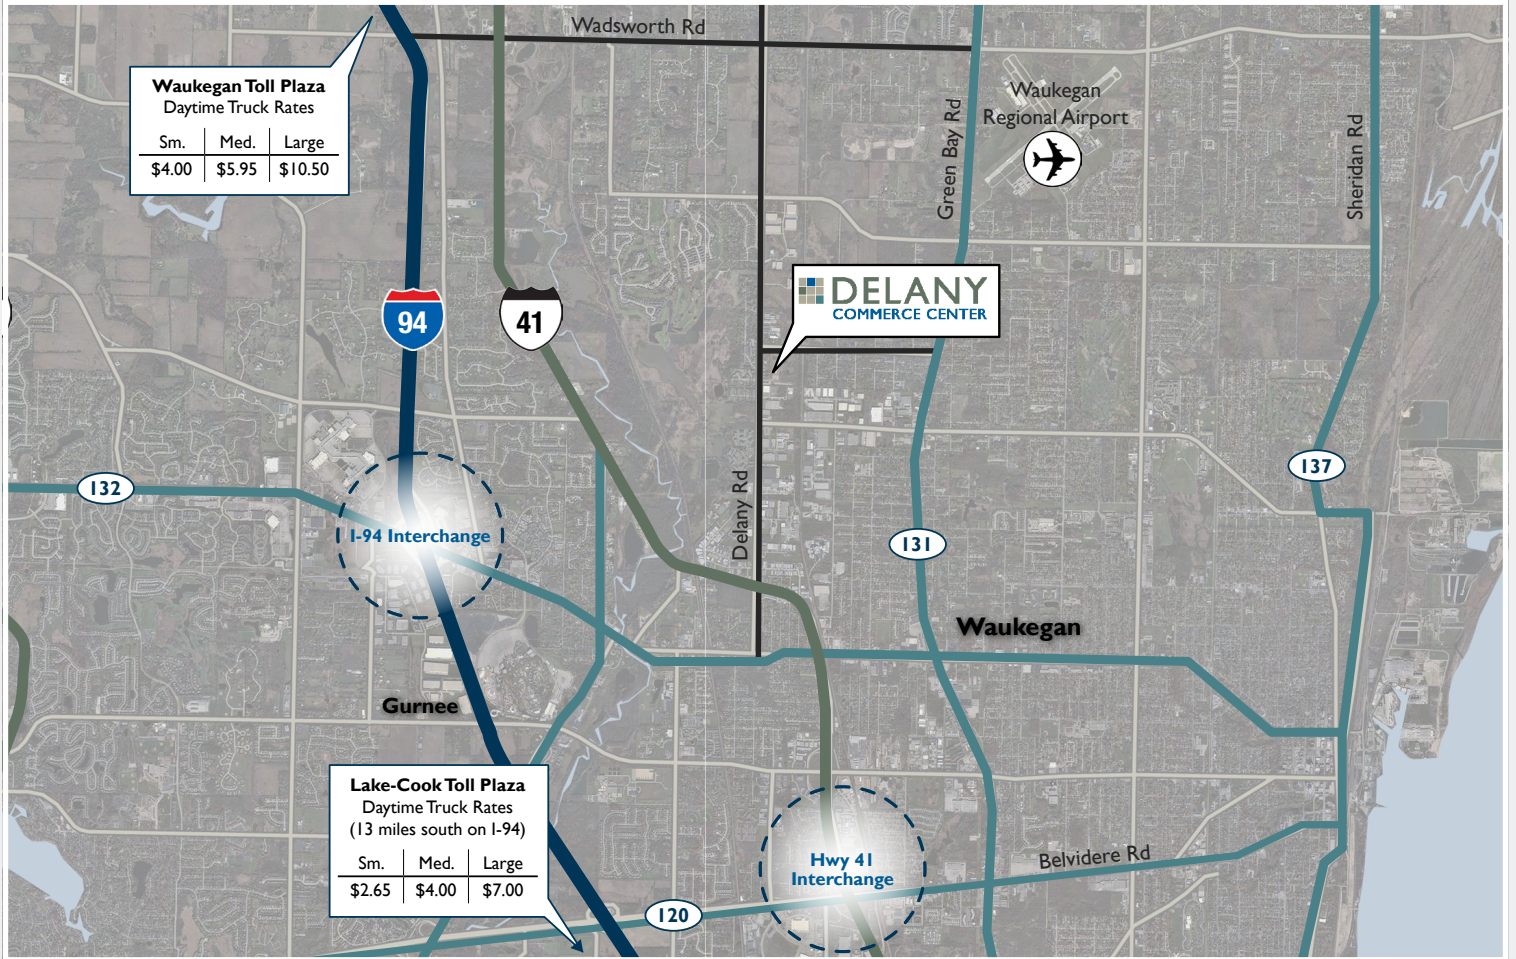 Wadsworth Rd
Waukegan Toll Plaza
Daytime Truck Rates
Sm. Med. Large
$4.00 $5.95 $10.50
Waukegan
Regional Airport
Green Bay Rd
Sheridan Rd
DELANY
COMMERCE CENTER
94
41
137
132
Delany Rd
I-94 Interchange
131
Waukegan
Gurnee
Lake-Cook Toll Plaza
Daytime Truck Rates
(13 miles south on I-94)
Sm. Med. Large
$2.65 $4.00 $7.00
Hwy 41
Interchange
Belvidere Rd
120